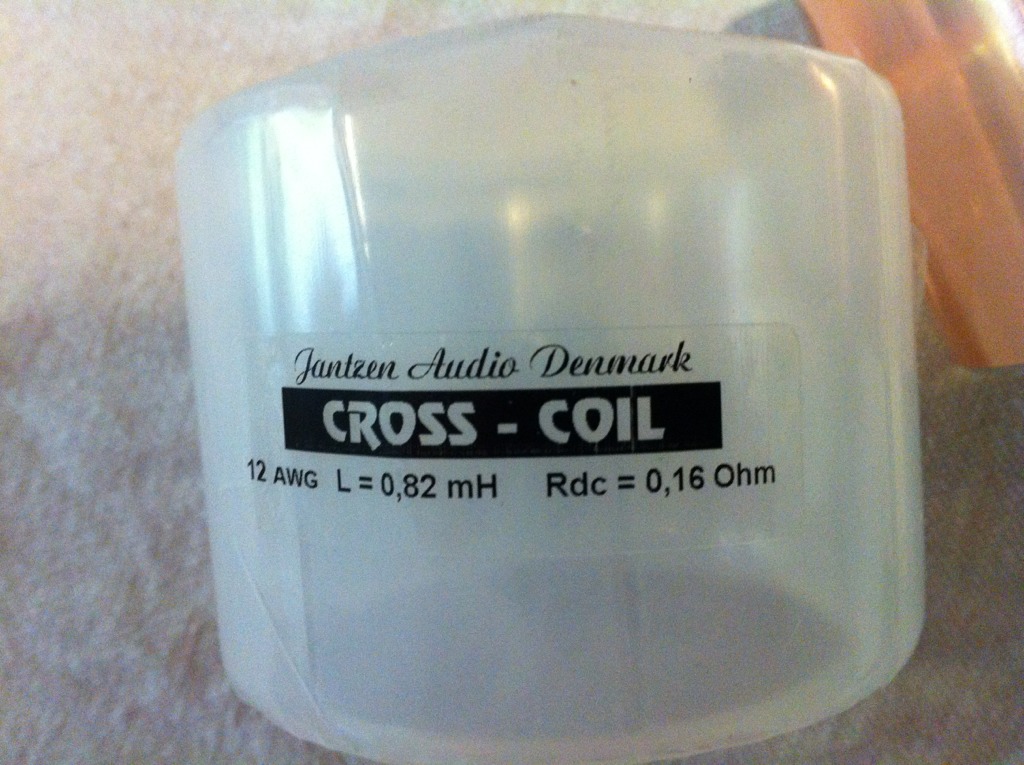 Jantzen Audio Denmark
CROSS - COIL
12 AWG L = 0,82 mH Rdc = 0,16 Ohm